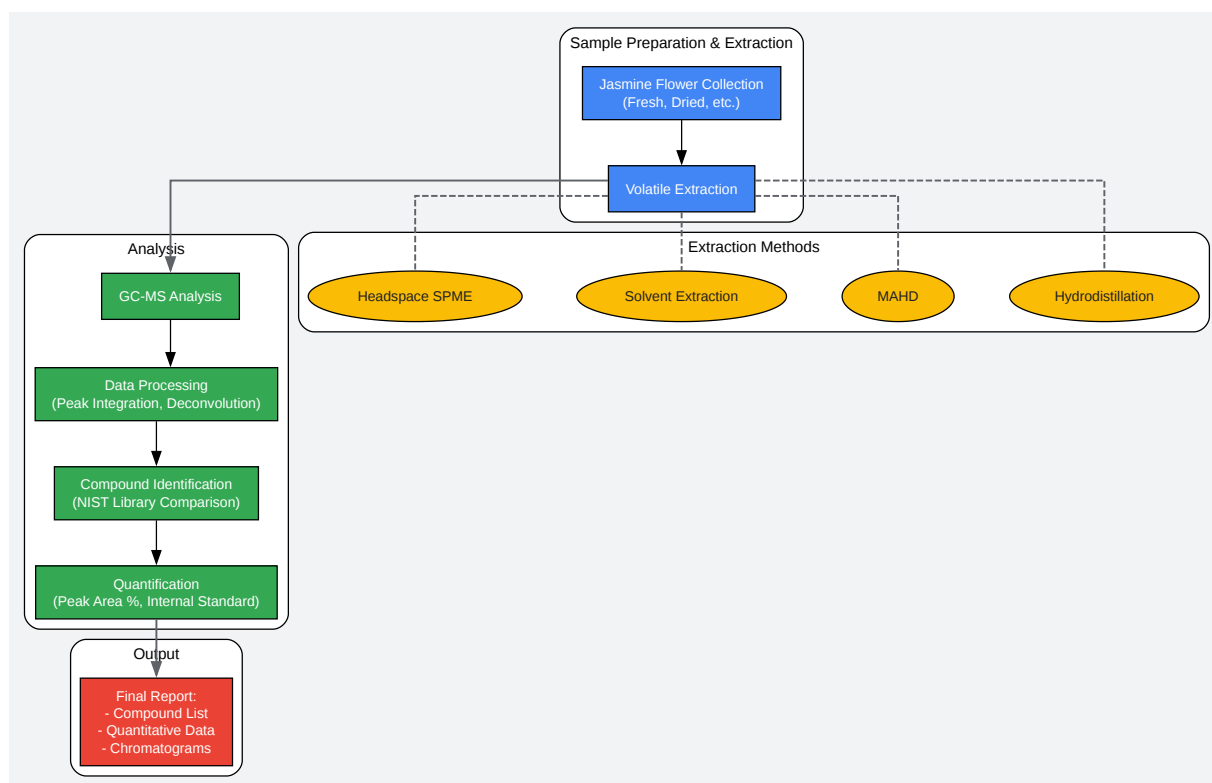 Sample Preparation & Extraction
Jasmine Flower Collection
(Fresh, Dried, etc.)
Volatile Extraction
Analysis
Extraction Methods
GC-MS Analysis
Headspace SPME
Solvent Extraction
MAHD
Hydrodistillation
Data Processing
(Peak Integration, Deconvolution)
Compound Identification
(NIST Library Comparison)
Quantification
(Peak Area %, Internal Standard)
Output
Final Report:
- Compound List
- Quantitative Data
- Chromatograms